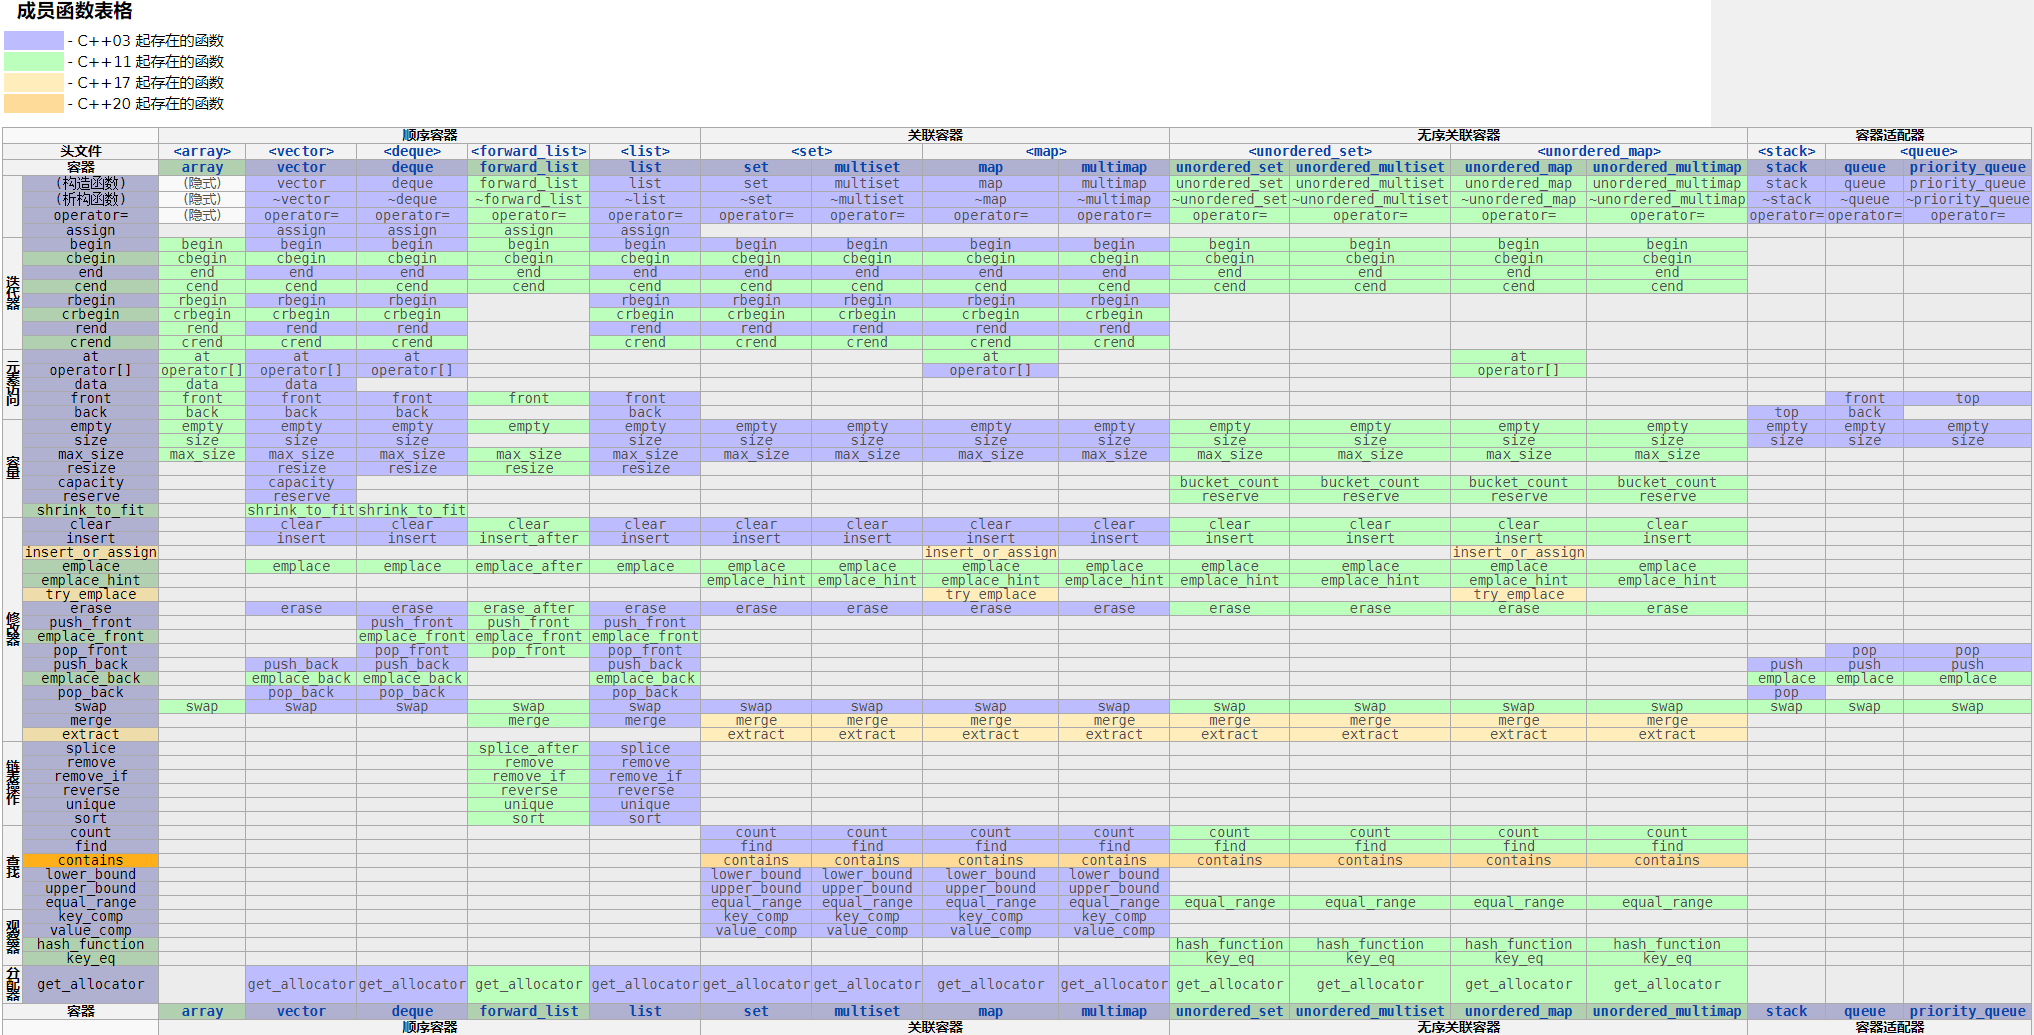 成员函数表格
- C++03 起存在的函数
- C++11 起存在的函数
- C++17 起存在的函数
- C++20 起存在的函数
顺序容器 关联容器 无序关联容器 容器适配器
头文件 <array> <vector> <deque> <forward_list> <list> <set> <map> <unordered_set> <unordered_map> <stack> <queue>
容器 array vector deque forward_list list set multiset map multimap unordered_set unordered_multiset unordered_map unordered_multimap stack queue priority_queue
(构造函数) (隐式) vector deque forward_list list set multiset map multimap unordered_set unordered_multiset unordered_map unordered_multimap stack queue priority_queue
(析构函数) (隐式) ~vector ~deque ~forward_list ~list ~set ~multiset ~map ~multimap ~unordered_set ~unordered_multiset ~unordered_map ~unordered_multimap ~stack ~queue ~priority_queue
operator= (隐式) operator= operator= operator= operator= operator= operator= operator= operator= operator= operator= operator= operator= operator= operator= operator=
assign assign assign assign assign
迭代器
begin begin begin begin begin begin begin begin begin begin begin begin begin begin
cbegin cbegin cbegin cbegin cbegin cbegin cbegin cbegin cbegin cbegin cbegin cbegin cbegin cbegin
end end end end end end end end end end end end end end
cend cend cend cend cend cend cend cend cend cend cend cend cend cend
rbegin rbegin rbegin rbegin rbegin rbegin rbegin rbegin rbegin
crbegin crbegin crbegin crbegin crbegin crbegin crbegin crbegin crbegin
rend rend rend rend rend rend rend rend rend
crend crend crend crend crend crend crend crend crend
元素访问
at at at at at at
operator[] operator[] operator[] operator[] operator[] operator[]
data data data
front front front front front front front top
back back back back back top back
容量
empty empty empty empty empty empty empty empty empty empty empty empty empty empty empty empty empty
size size size size size size size size size size size size size size size size
max_size max_size max_size max_size max_size max_size max_size max_size max_size max_size max_size max_size max_size max_size
resize resize resize resize resize
capacity capacity bucket_count bucket_count bucket_count bucket_count
reserve reserve reserve reserve reserve reserve
shrink_to_fit shrink_to_fit shrink_to_fit
修改器
clear clear clear clear clear clear clear clear clear clear clear clear clear
insert insert insert insert_after insert insert insert insert insert insert insert insert insert
insert_or_assign insert_or_assign insert_or_assign
emplace emplace emplace emplace_after emplace emplace emplace emplace emplace emplace emplace emplace emplace
emplace_hint emplace_hint emplace_hint emplace_hint emplace_hint emplace_hint emplace_hint emplace_hint emplace_hint
try_emplace try_emplace try_emplace
erase erase erase erase_after erase erase erase erase erase erase erase erase erase
push_front push_front push_front push_front
emplace_front emplace_front emplace_front emplace_front
pop_front pop_front pop_front pop_front pop pop
push_back push_back push_back push_back push push push
emplace_back emplace_back emplace_back emplace_back emplace emplace emplace
pop_back pop_back pop_back pop_back pop
swap swap swap swap swap swap swap swap swap swap swap swap swap swap swap swap swap
merge merge merge merge merge merge merge merge merge merge merge
extract extract extract extract extract extract extract extract extract
链表操作
splice splice_after splice
remove remove remove
remove_if remove_if remove_if
reverse reverse reverse
unique unique unique
sort sort sort
查找
count count count count count count count count count
find find find find find find find find find
contains contains contains contains contains contains contains contains contains
lower_bound lower_bound lower_bound lower_bound lower_bound
upper_bound upper_bound upper_bound upper_bound upper_bound
equal_range equal_range equal_range equal_range equal_range equal_range equal_range equal_range equal_range
观察器
key_comp key_comp key_comp key_comp key_comp
value_comp value_comp value_comp value_comp value_comp
hash_function hash_function hash_function hash_function hash_function
key_eq key_eq key_eq key_eq key_eq
分配器
get_allocator get_allocator get_allocator get_allocator get_allocator get_allocator get_allocator get_allocator get_allocator get_allocator get_allocator get_allocator get_allocator
容器 array vector deque forward_list list set multiset map multimap unordered_set unordered_multiset unordered_map unordered_multimap stack queue priority_queue
顺序容器 关联容器 无序关联容器 容器适配器